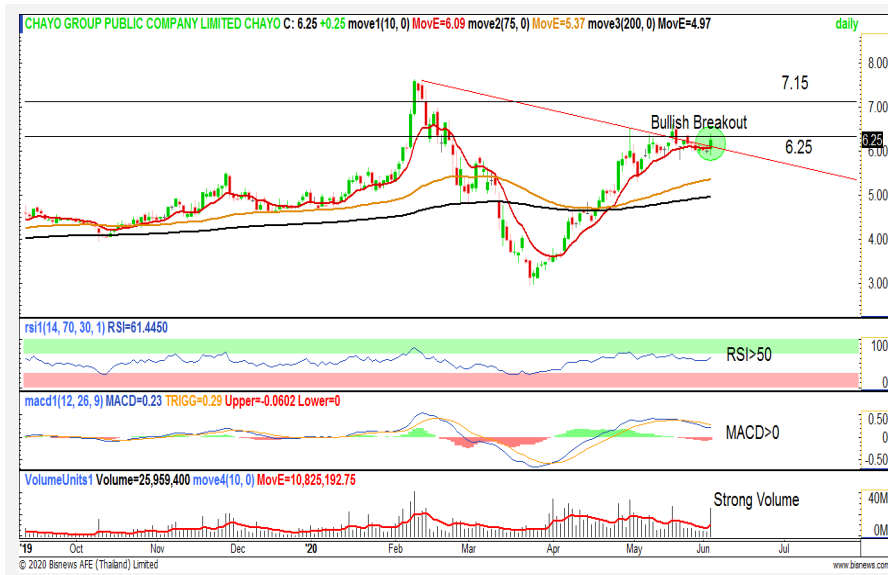 CHAYO GROUP PUBLIC COMPANY LIMITED CHAYO C: 6.25 +0.25 move1(10, 0) MovE=6.09 move2(75, 0) MovE=5.37 move3(200, 0) MovE=4.97 daily
8.00
7.15
7.00
Bullish Breakout
6.25
6.25
6.00
5.00
4.00
3.00
rsi1(14, 70, 30, 1) RSI=61.4450
100
RSI>50
0
macd1(12, 26, 9) MACD=0.23 TRIGG=0.29 Upper=-0.0602 Lower=0
0.50
MACD>0
0
-0.50
VolumeUnits1 Volume=25,959,400 move4(10, 0) MovE=10,825,192.75
40M
Strong Volume
20M
0M
'19 Oct Nov Dec '20 Feb Mar Apr May Jun Jul
© 2020 Bisnews AFE (Thailand) Limited www.bisnews.com